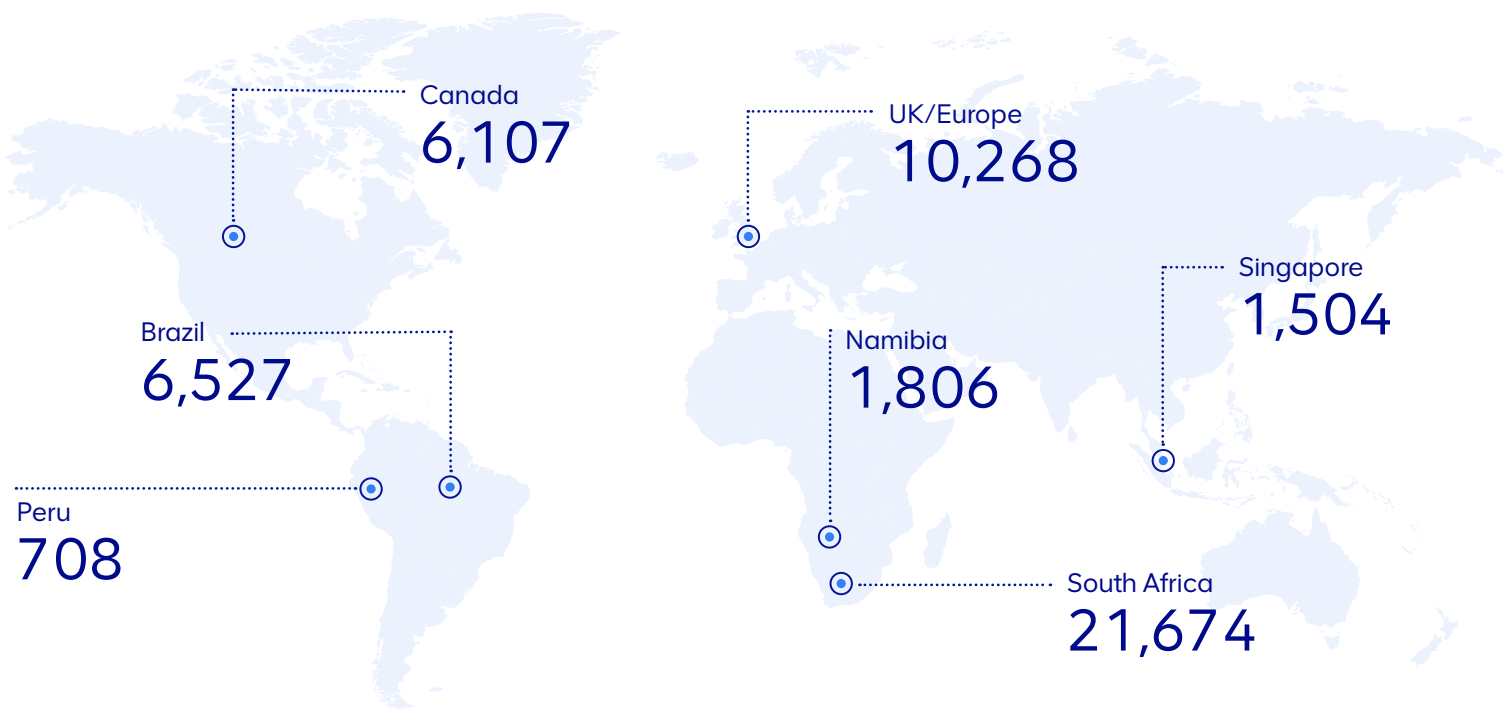 Canada
6,107
UK/Europe
10,268
Singapore
1,504
Brazil
6,527
Namibia
1,806
Peru
708
South Africa
21,674